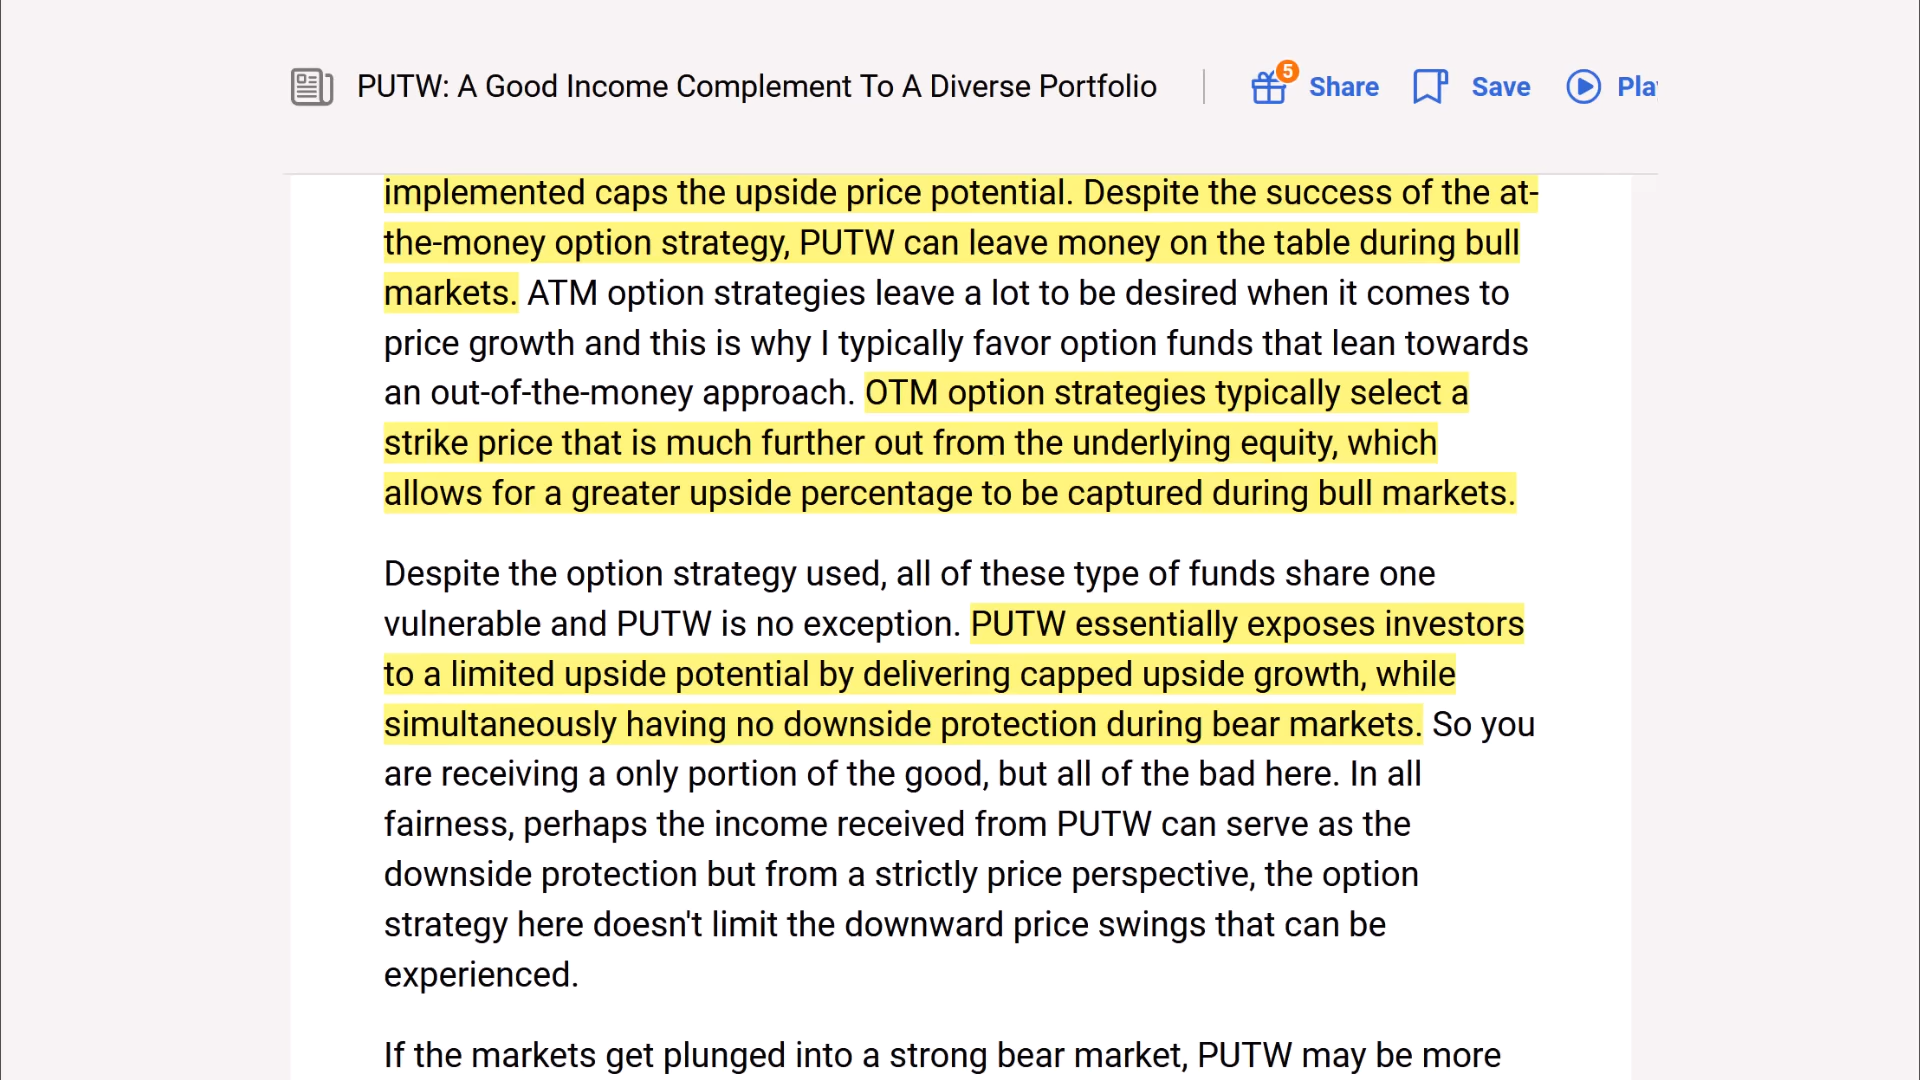 PUTW: A Good Income Complement To A Diverse Portfolio
5
Share
Save
implemented caps the upside price potential. Despite the success of the at-
the-money option strategy, PUTW can leave money on the table during bull
markets. ATM option strategies leave a lot to be desired when it comes to
price growth and this is why I typically favor option funds that lean towards
an out-of-the-money approach. OTM option strategies typically select a
strike price that is much further out from the underlying equity, which
allows for a greater upside percentage to be captured during bull markets.
Despite the option strategy used, all of these type of funds share one
vulnerable and PUTW is no exception. PUTW essentially exposes investors
to a limited upside potential by delivering capped upside growth, while
simultaneously having no downside protection during bear markets. So you
are receiving a only portion of the good, but all of the bad here. In all
fairness, perhaps the income received from PUTW can serve as the
downside protection but from a strictly price perspective, the option
strategy here doesn't limit the downward price swings that can be
experienced.
If the markets get plunged into a strong bear market, PUTW may be more